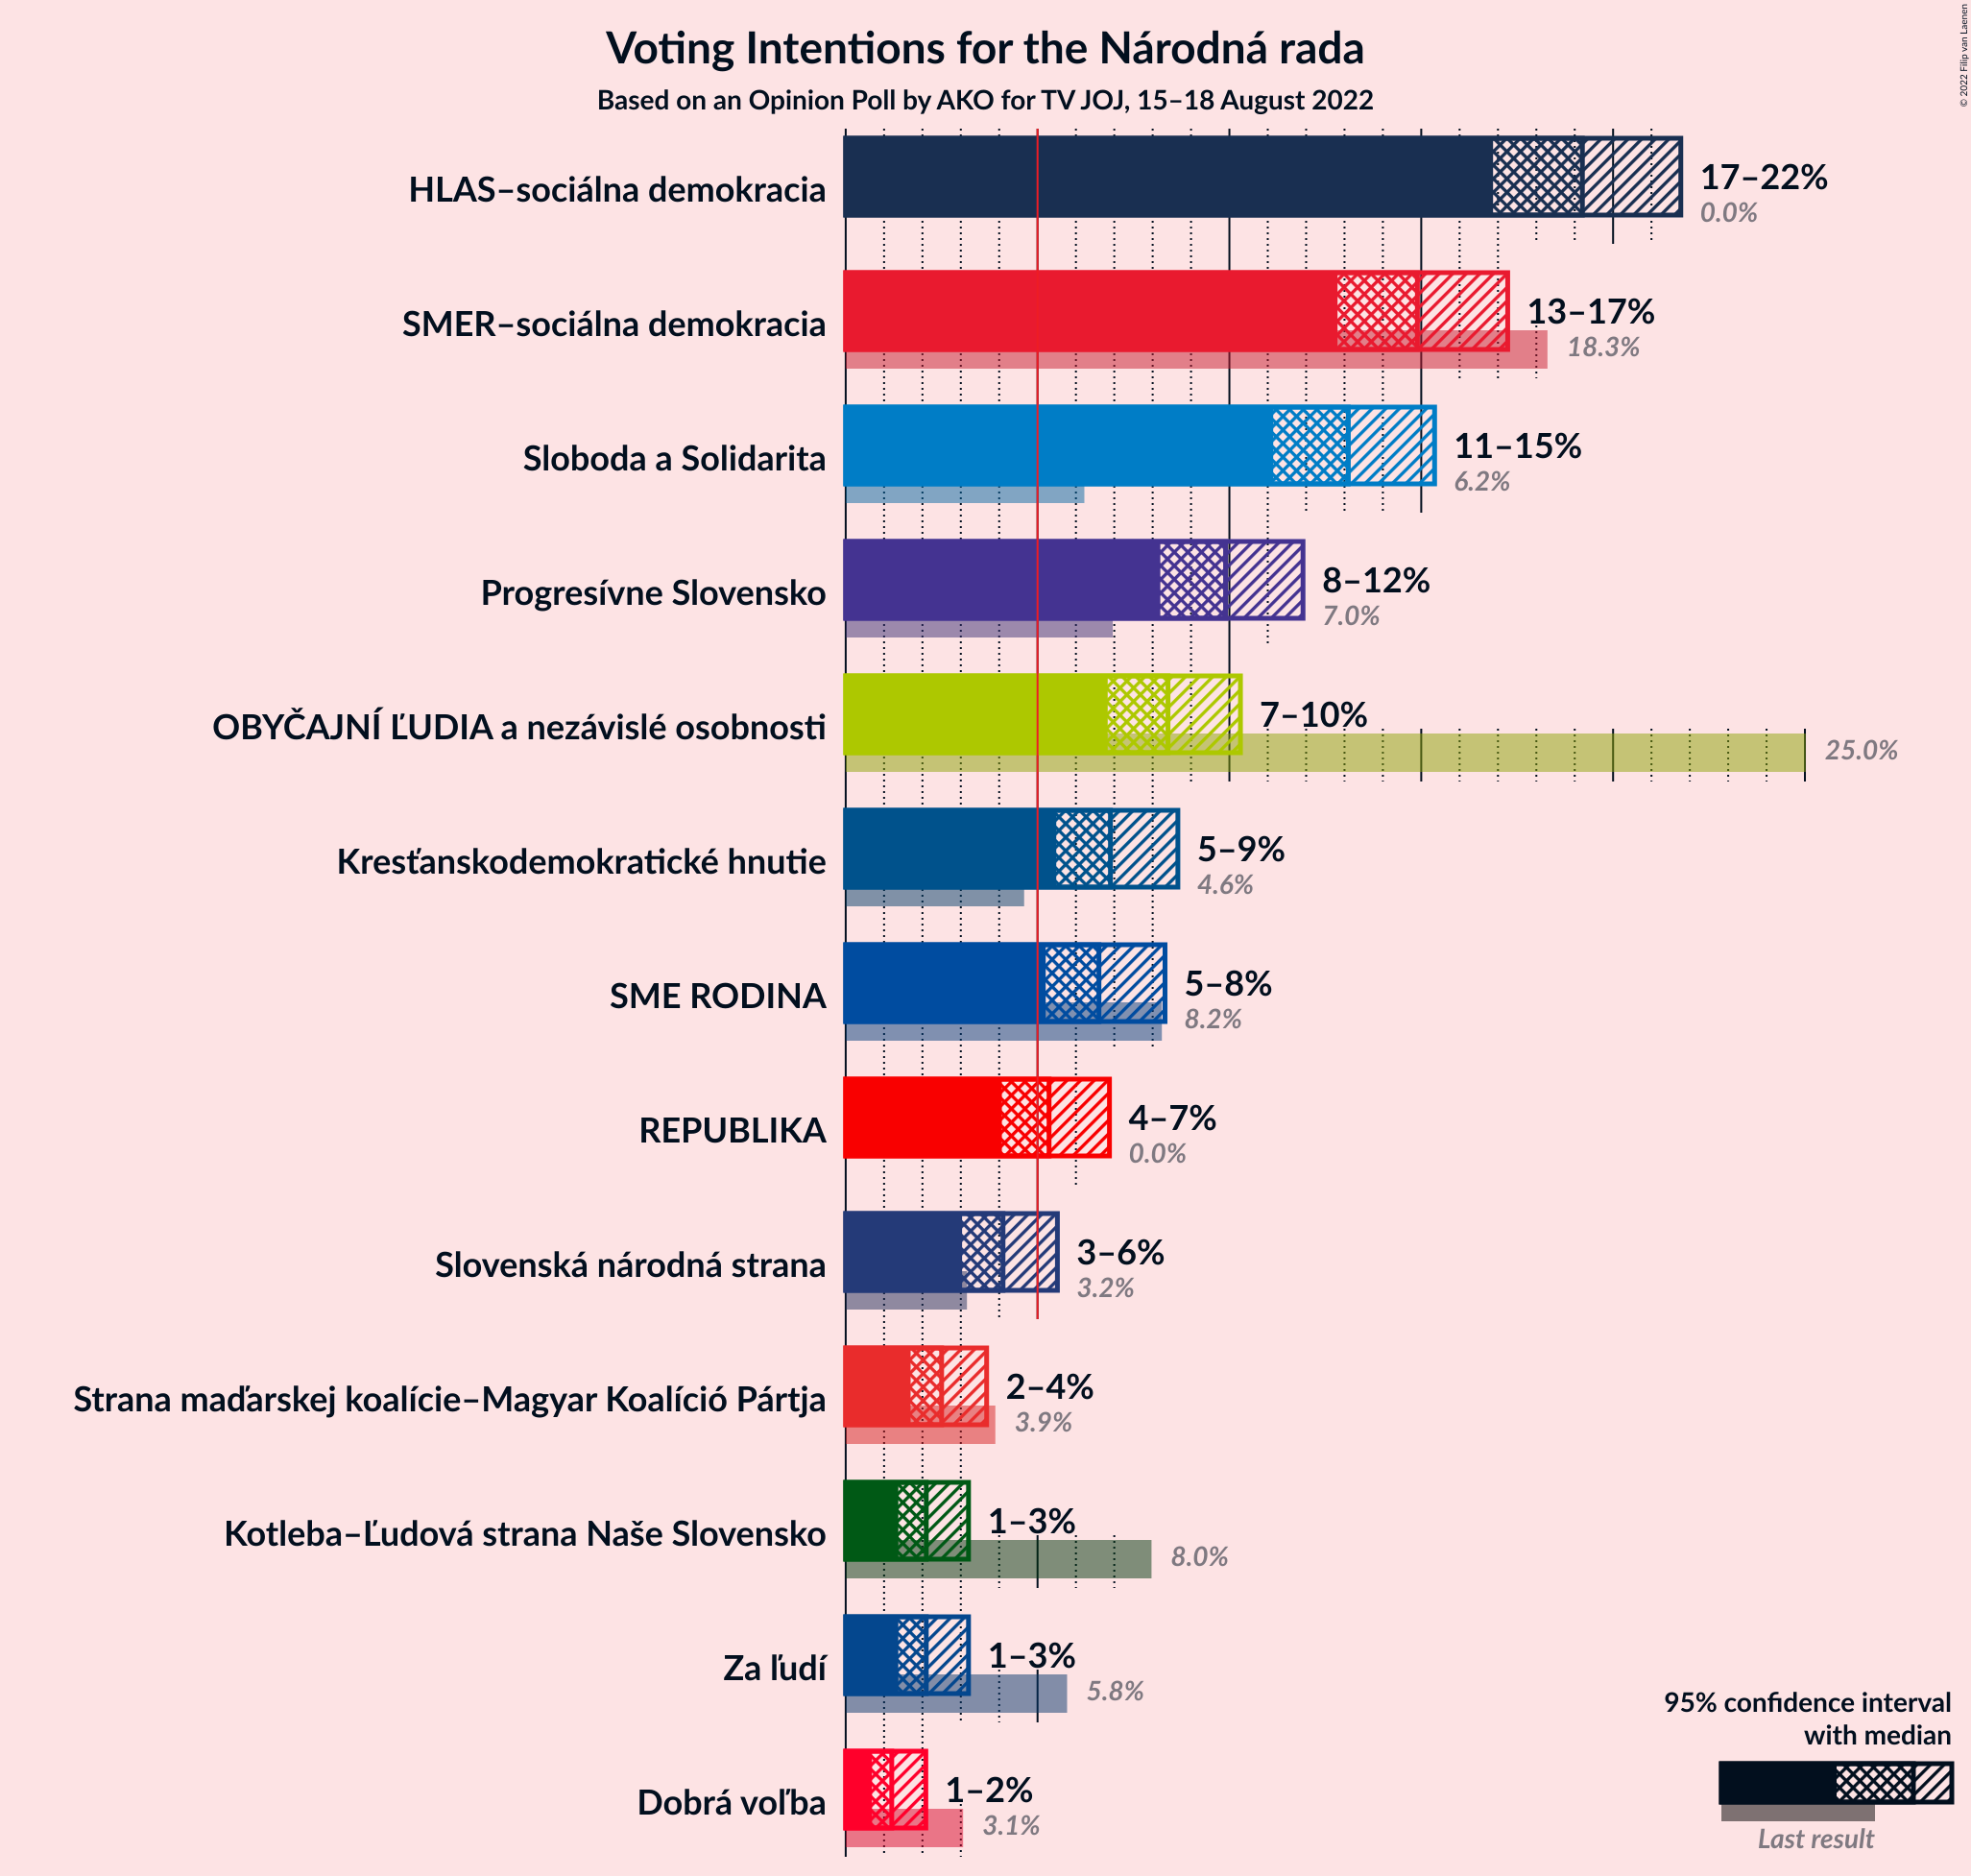 Voting Intentions for the Národná rada
Based on an Opinion Poll by AKO for TV JOJ, 15–18 August 2022
© 2022 Filip van Laenen
HLAS–sociálna demokracia
17–22%
0.0%
SMER–sociálna demokracia
13–17%
18.3%
Sloboda a Solidarita
11–15%
6.2%
Progresívne Slovensko
8–12%
7.0%
OBYČAJNÍ ĽUDIA a nezávislé osobnosti
7–10%
25.0%
Kresťanskodemokratické hnutie
5–9%
4.6%
SME RODINA
5–8%
8.2%
REPUBLIKA
4–7%
0.0%
Slovenská národná strana
3–6%
3.2%
Strana maďarskej koalície–Magyar Koalíció Pártja
2–4%
3.9%
Kotleba–Ľudová strana Naše Slovensko
1–3%
8.0%
Za ľudí
1–3%
5.8%
Dobrá voľba
1–2%
3.1%
95% confidence interval
with median
Last result